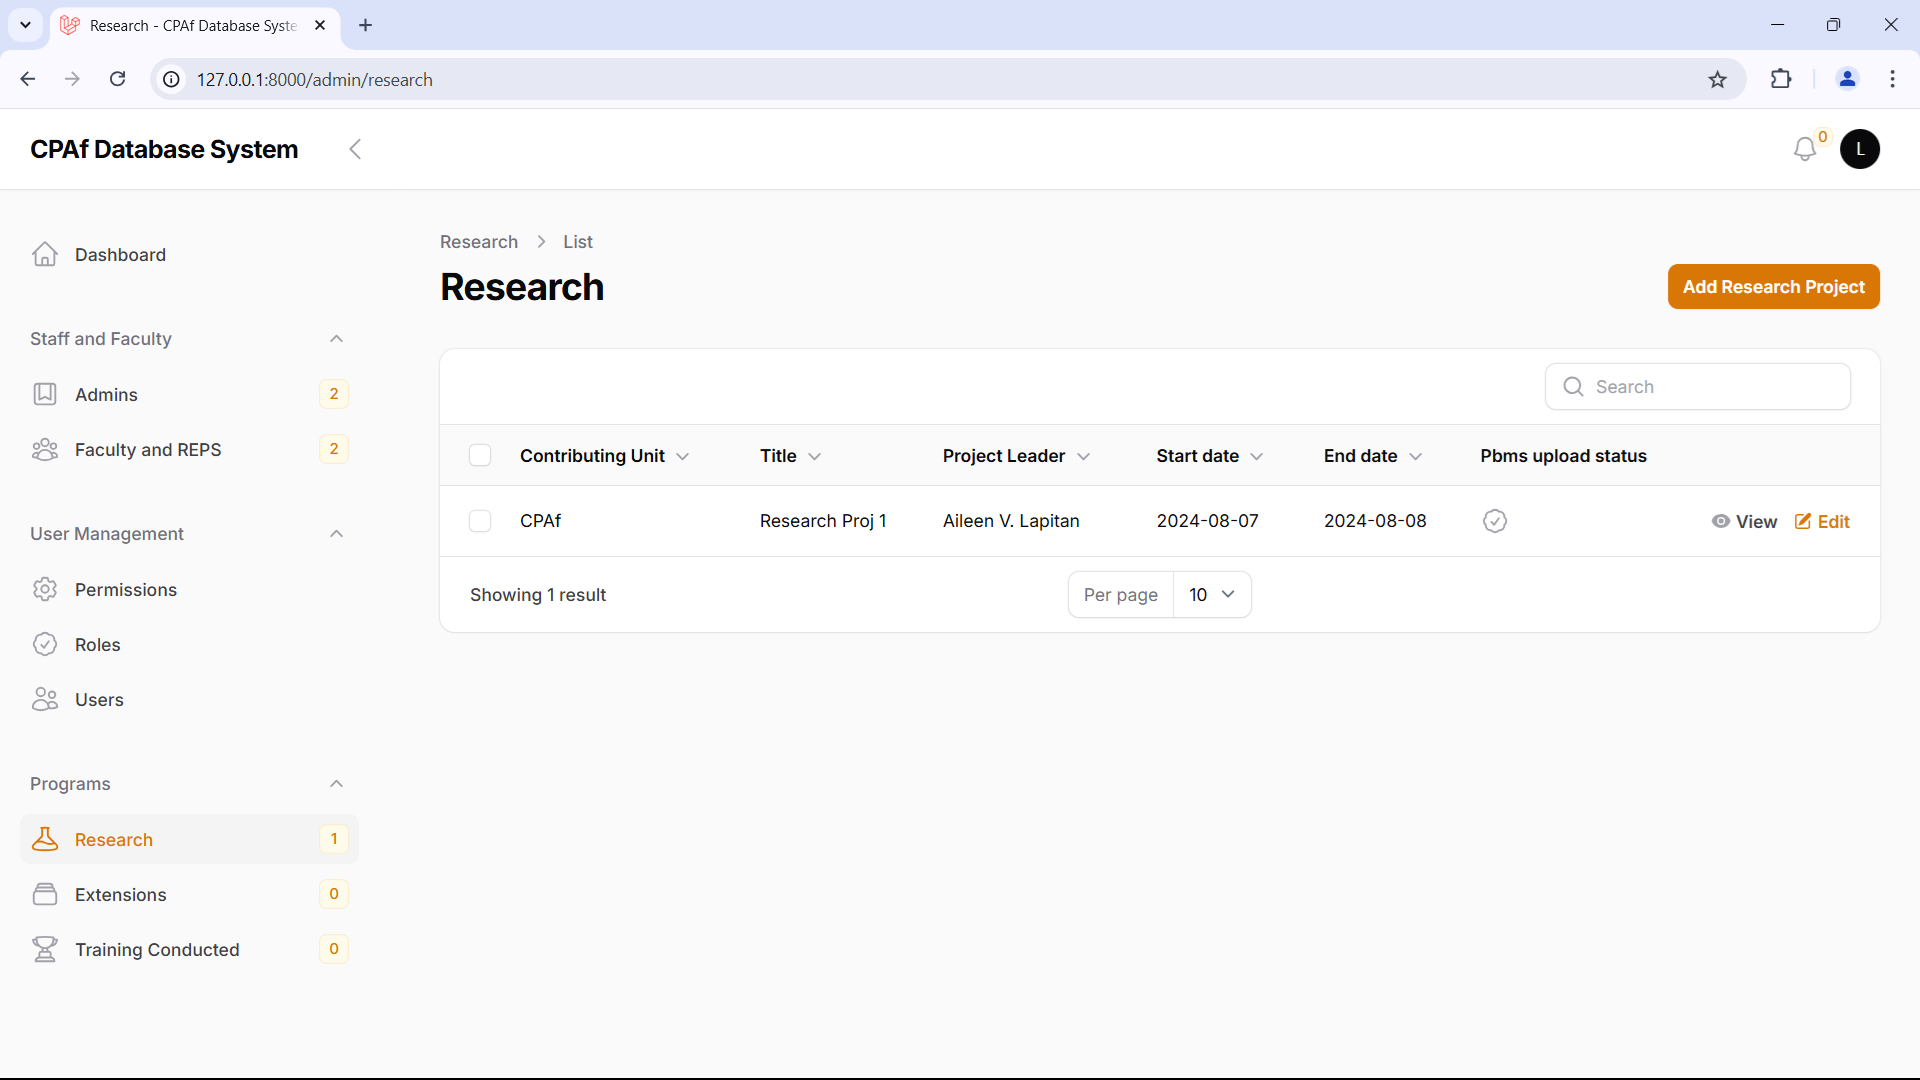 Research - CPAf Database Syste
127.0.0.1:8000/admin/research
CPAf Database System
0
L
Dashboard
Staff and Faculty
Admins 2
Faculty and REPS 2
User Management
Permissions
Roles
Users
Programs
Research 1
Extensions 0
Training Conducted 0
Research > List
Research
Add Research Project
Search
Contributing Unit Title Project Leader Start date End date Pbms upload status
CPAf Research Proj 1 Aileen V. Lapitan 2024-08-07 2024-08-08 View Edit
Showing 1 result Per page 10